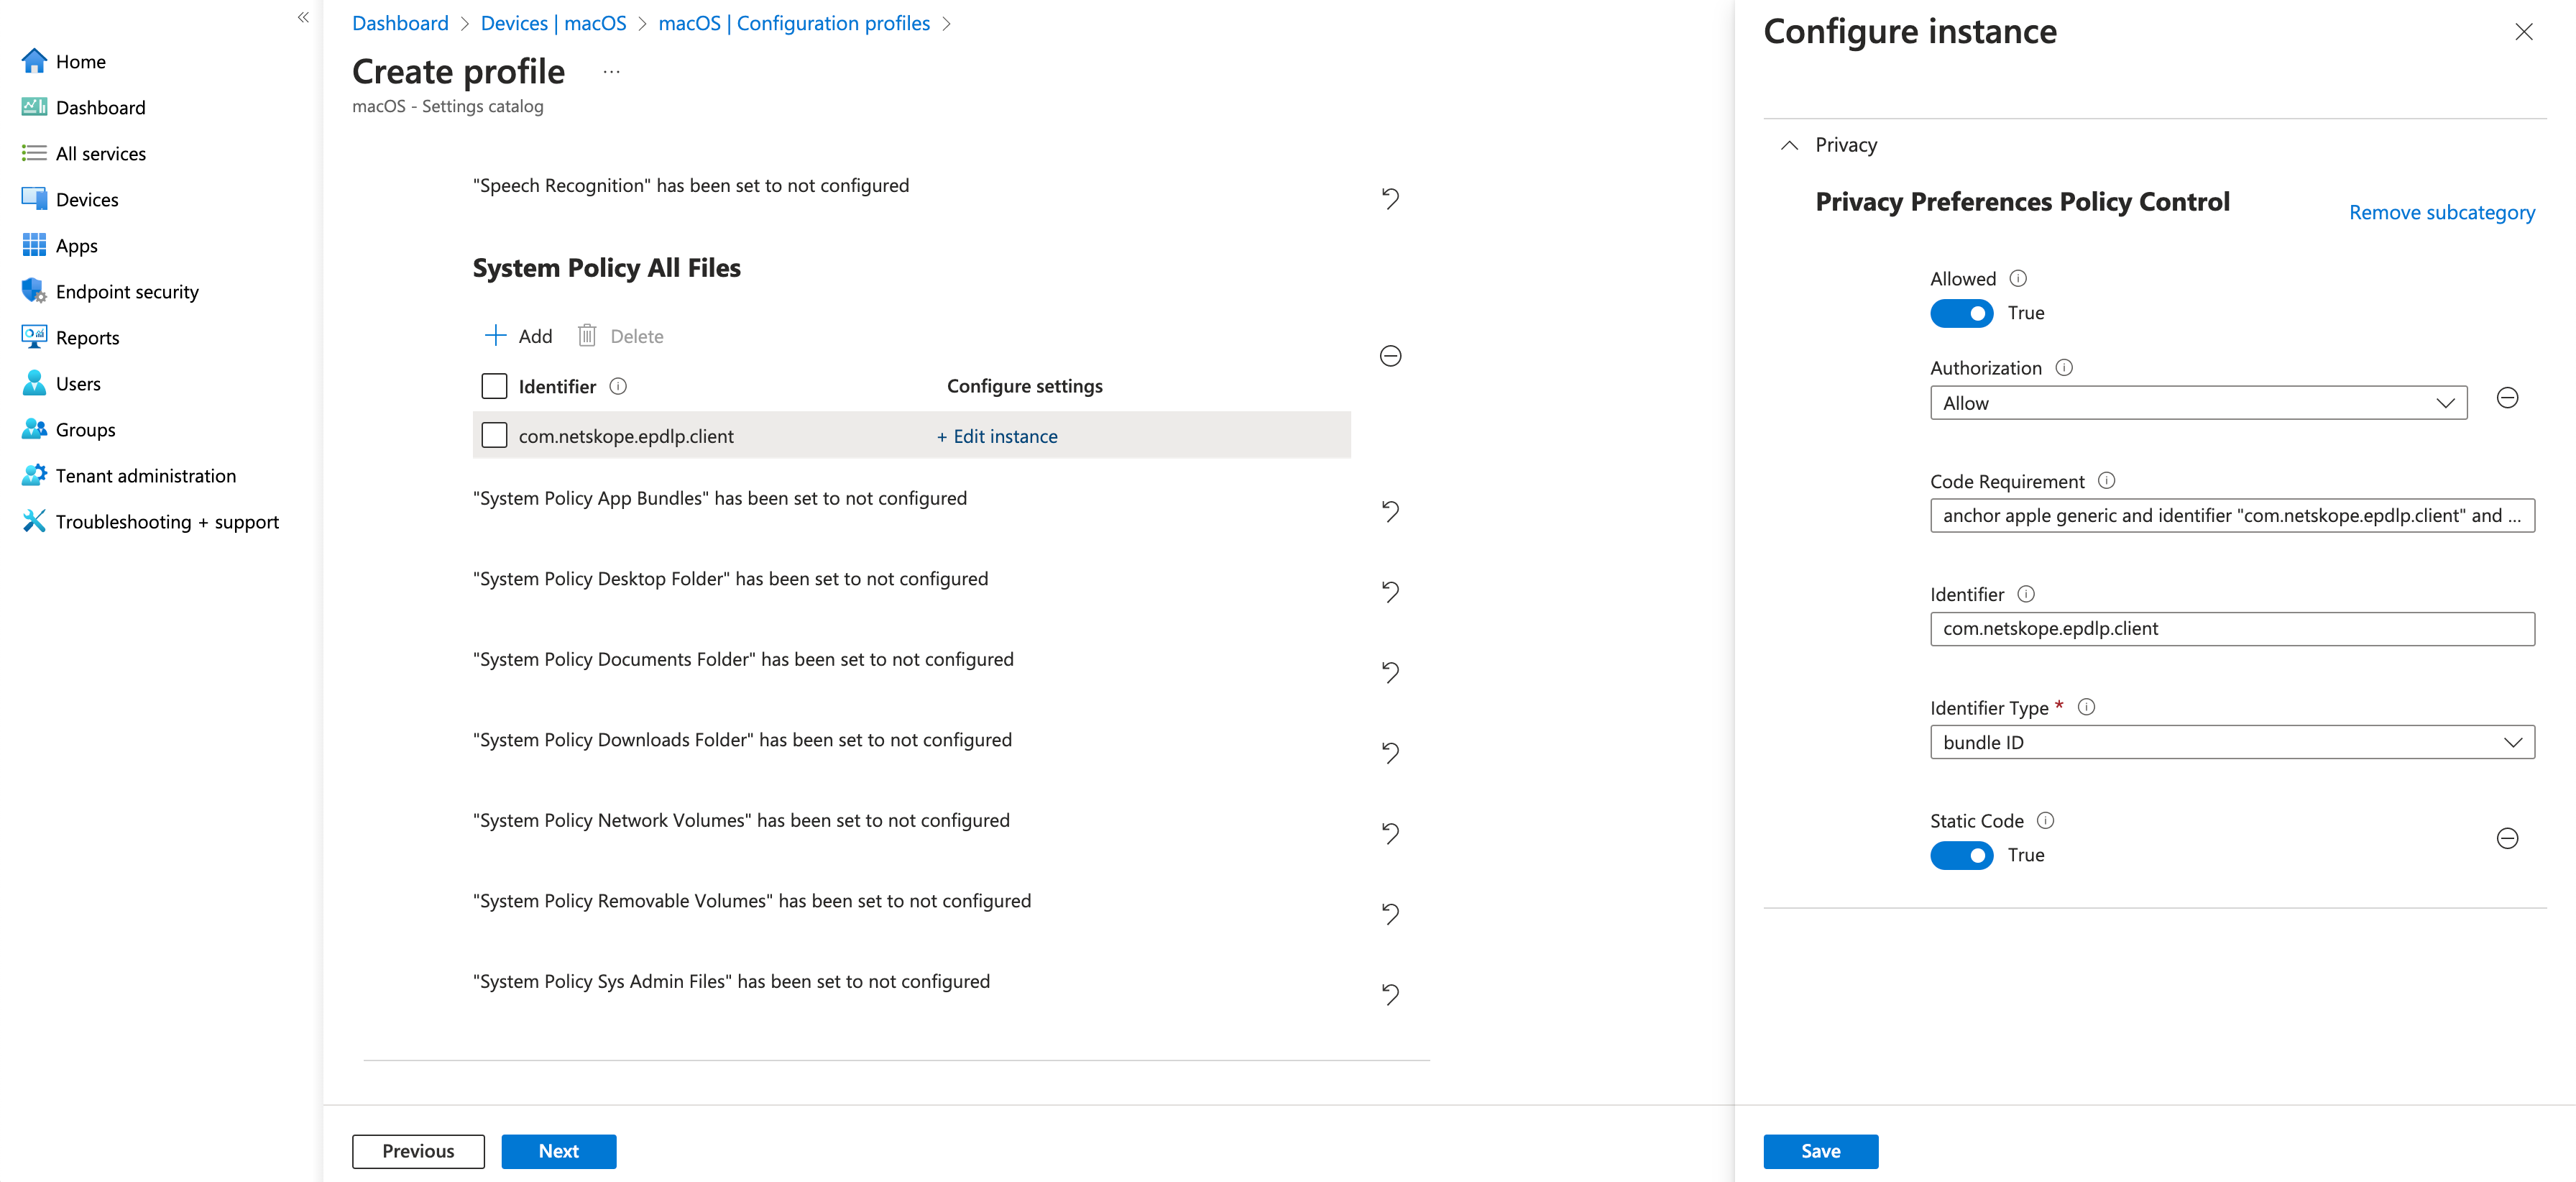 Home
Dashboard
All services
Devices
Apps
Endpoint security
Reports
Users
Groups
Tenant administration
Troubleshooting + support
Dashboard > Devices | macOS > macOS | Configuration profiles >
Create profile ...
macOS - Settings catalog
"Speech Recognition" has been set to not configured
System Policy All Files
Add Delete
Identifier Configure settings
com.netskope.epdlp.client + Edit instance
"System Policy App Bundles" has been set to not configured
"System Policy Desktop Folder" has been set to not configured
"System Policy Documents Folder" has been set to not configured
"System Policy Downloads Folder" has been set to not configured
"System Policy Network Volumes" has been set to not configured
"System Policy Removable Volumes" has been set to not configured
"System Policy Sys Admin Files" has been set to not configured
Previous Next
Configure instance
Privacy
Privacy Preferences Policy Control
Remove subcategory
Allowed
True
Authorization
Allow
Code Requirement
anchor apple generic and identifier "com.netskope.epdlp.client" and ...
Identifier
com.netskope.epdlp.client
Identifier Type *
bundle ID
Static Code
True
Save